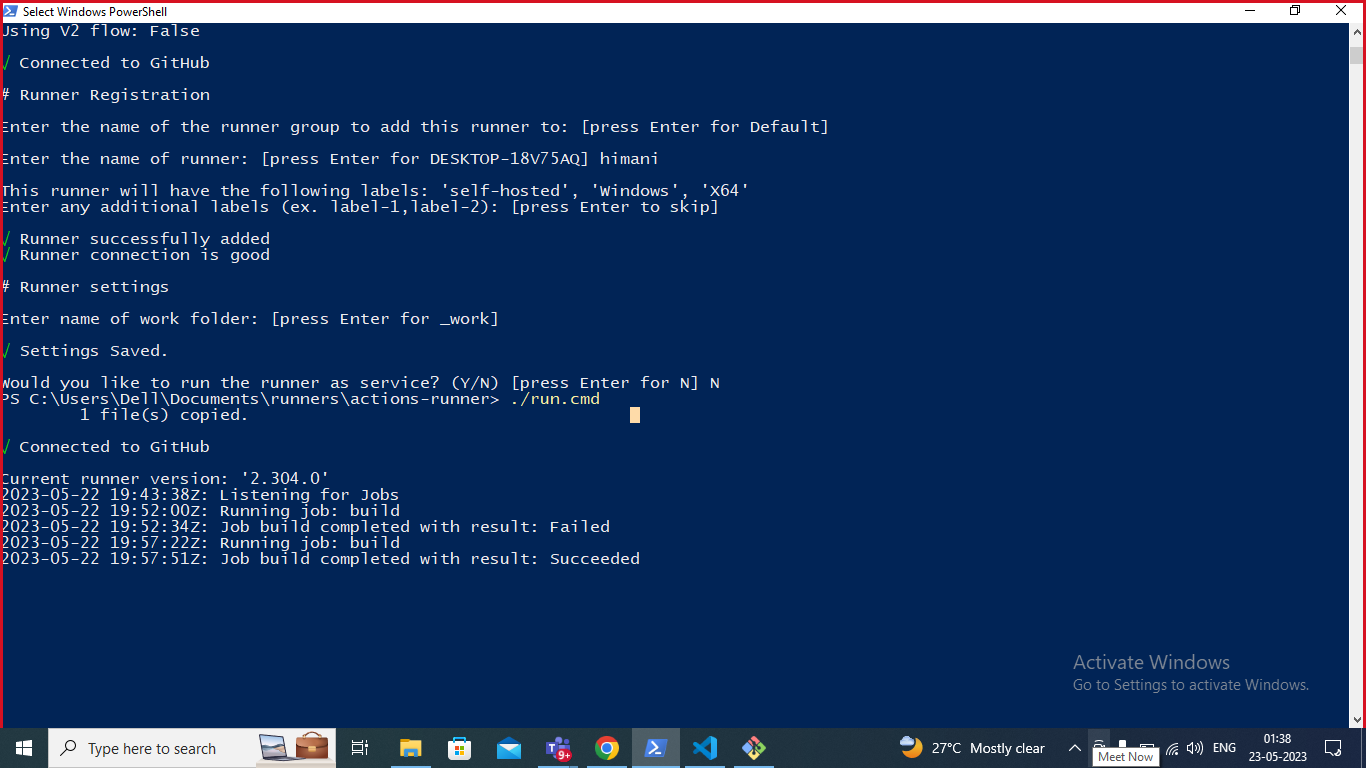 Select Windows PowerShell
Using V2 flow: False
√ Connected to GitHub
# Runner Registration
Enter the name of the runner group to add this runner to: [press Enter for Default]
Enter the name of runner: [press Enter for DESKTOP-18V75AQ] himani
This runner will have the following labels: 'self-hosted', 'Windows', 'X64'
Enter any additional labels (ex. label-1,label-2): [press Enter to skip]
√ Runner successfully added
√ Runner connection is good
# Runner settings
Enter name of work folder: [press Enter for _work]
√ Settings Saved.
Would you like to run the runner as service? (Y/N) [press Enter for N] N
PS C:\Users\Dell\Documents\runners\actions-runner> ./run.cmd
1 file(s) copied.
√ Connected to GitHub
Current runner version: '2.304.0'
2023-05-22 19:43:38Z: Listening for Jobs
2023-05-22 19:52:00Z: Running job: build
2023-05-22 19:52:34Z: Job build completed with result: Failed
2023-05-22 19:57:22Z: Running job: build
2023-05-22 19:57:51Z: Job build completed with result: Succeeded
Activate Windows
Go to Settings to activate Windows.
Type here to search
9+
27°C Mostly clear
ENG
01:38
23-05-2023
Meet Now